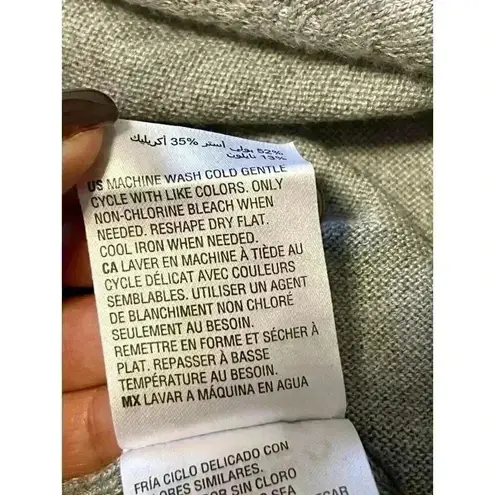 52% بولي استر 35% أكريليك
13% نايلون
US MACHINE WASH COLD GENTLE
CYCLE WITH LIKE COLORS. ONLY
NON-CHLORINE BLEACH WHEN
NEEDED. RESHAPE DRY FLAT.
COOL IRON WHEN NEEDED.
CA LAVER EN MACHINE À TIÈDE AU
CYCLE DÉLICAT AVEC COULEURS
SEMBLABLES. UTILISER UN AGENT
DE BLANCHIMENT NON CHLORÉ
SEULEMENT AU BESOIN.
REMETTRE EN FORME ET SÉCHER À
PLAT. REPASSER À BASSE
TEMPÉRATURE AU BESOIN.
MX LAVAR A MÁQUINA EN AGUA
FRÍA CICLO DELICADO CON
SIMILARES.
SIN CLORO
SEA